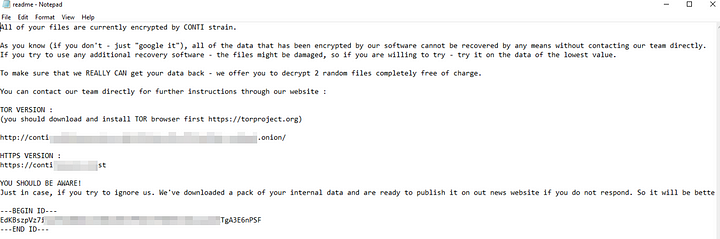 readme - Notepad
File Edit Format View Help
All of your files are currently encrypted by CONTI strain.
As you know (if you don't - just "google it"), all of the data that has been encrypted by our software cannot be recovered by any means without contacting our team directly.
If you try to use any additional recovery software - the files might be damaged, so if you are willing to try - try it on the data of the lowest value.
To make sure that we REALLY CAN get your data back - we offer you to decrypt 2 random files completely free of charge.
You can contact our team directly for further instructions through our website :
TOR VERSION :
(you should download and install TOR browser first https://torproject.org)
http://conti .onion/
HTTPS VERSION :
https://conti st
YOU SHOULD BE AWARE!
Just in case, if you try to ignore us. We've downloaded a pack of your internal data and are ready to publish it on out news website if you do not respond. So it will be bette
---BEGIN ID---
EdKBszpVz7i TgA3E6nPSF
---END ID---